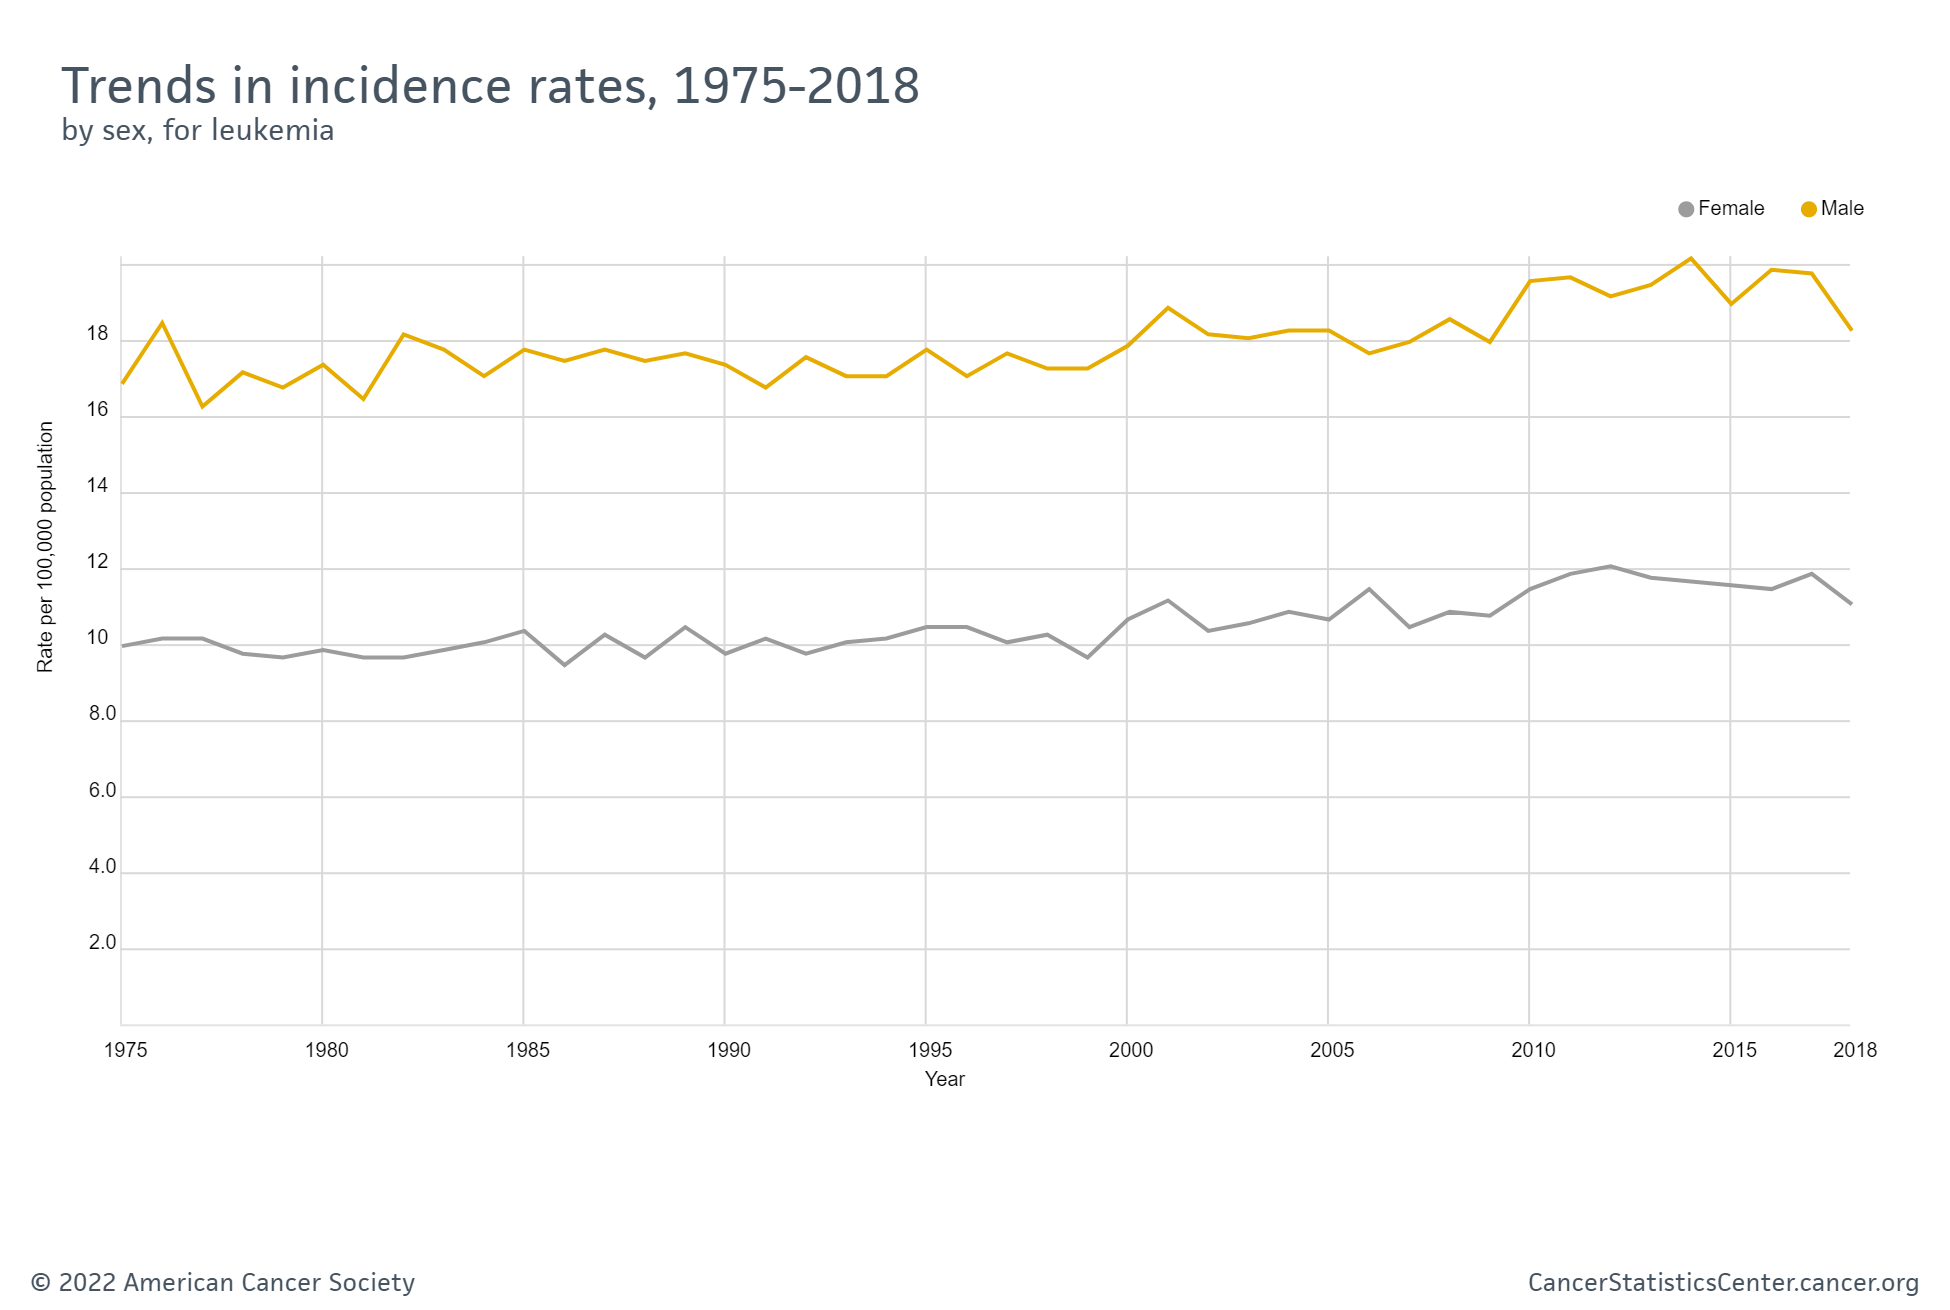 Trends in incidence rates, 1975-2018
by sex, for leukemia
Female Male
18
16
14
12
10
8.0
6.0
4.0
2.0
Rate per 100,000 population
1975 1980 1985 1990 1995 2000 2005 2010 2015 2018
Year
© 2022 American Cancer Society
CancerStatisticsCenter.cancer.org